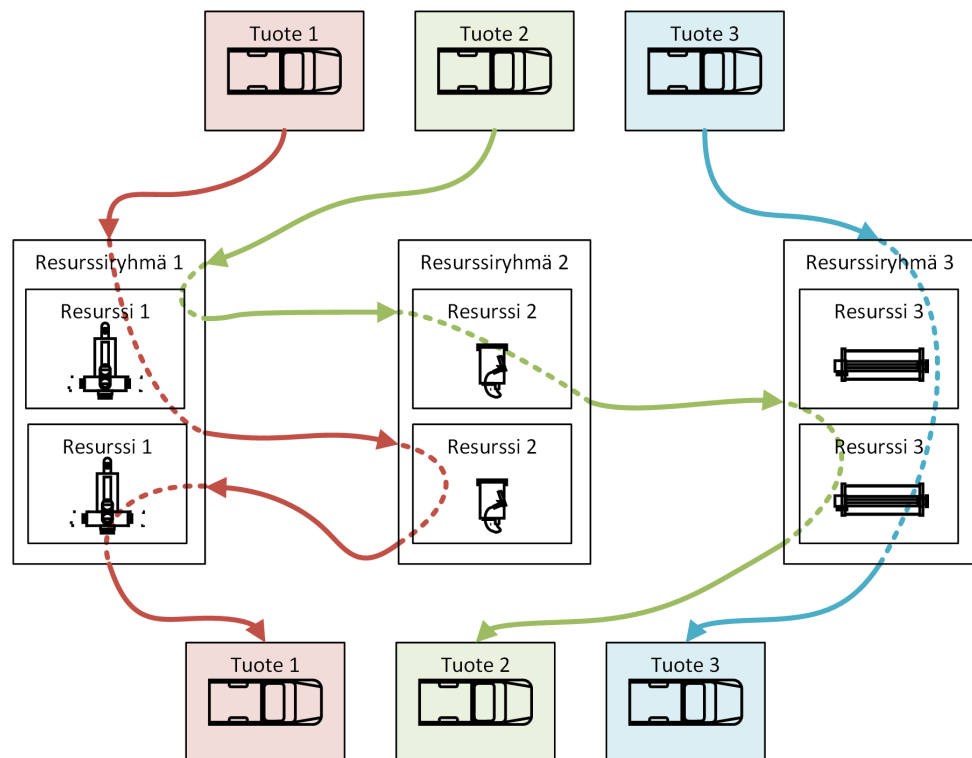 Tuote 1
Tuote 2
Tuote 3
Resurssiryhmä 1
Resurssiryhmä 2
Resurssiryhmä 3
Resurssi 1
Resurssi 2
Resurssi 3
Resurssi 1
Resurssi 2
Resurssi 3
Tuote 1
Tuote 2
Tuote 3